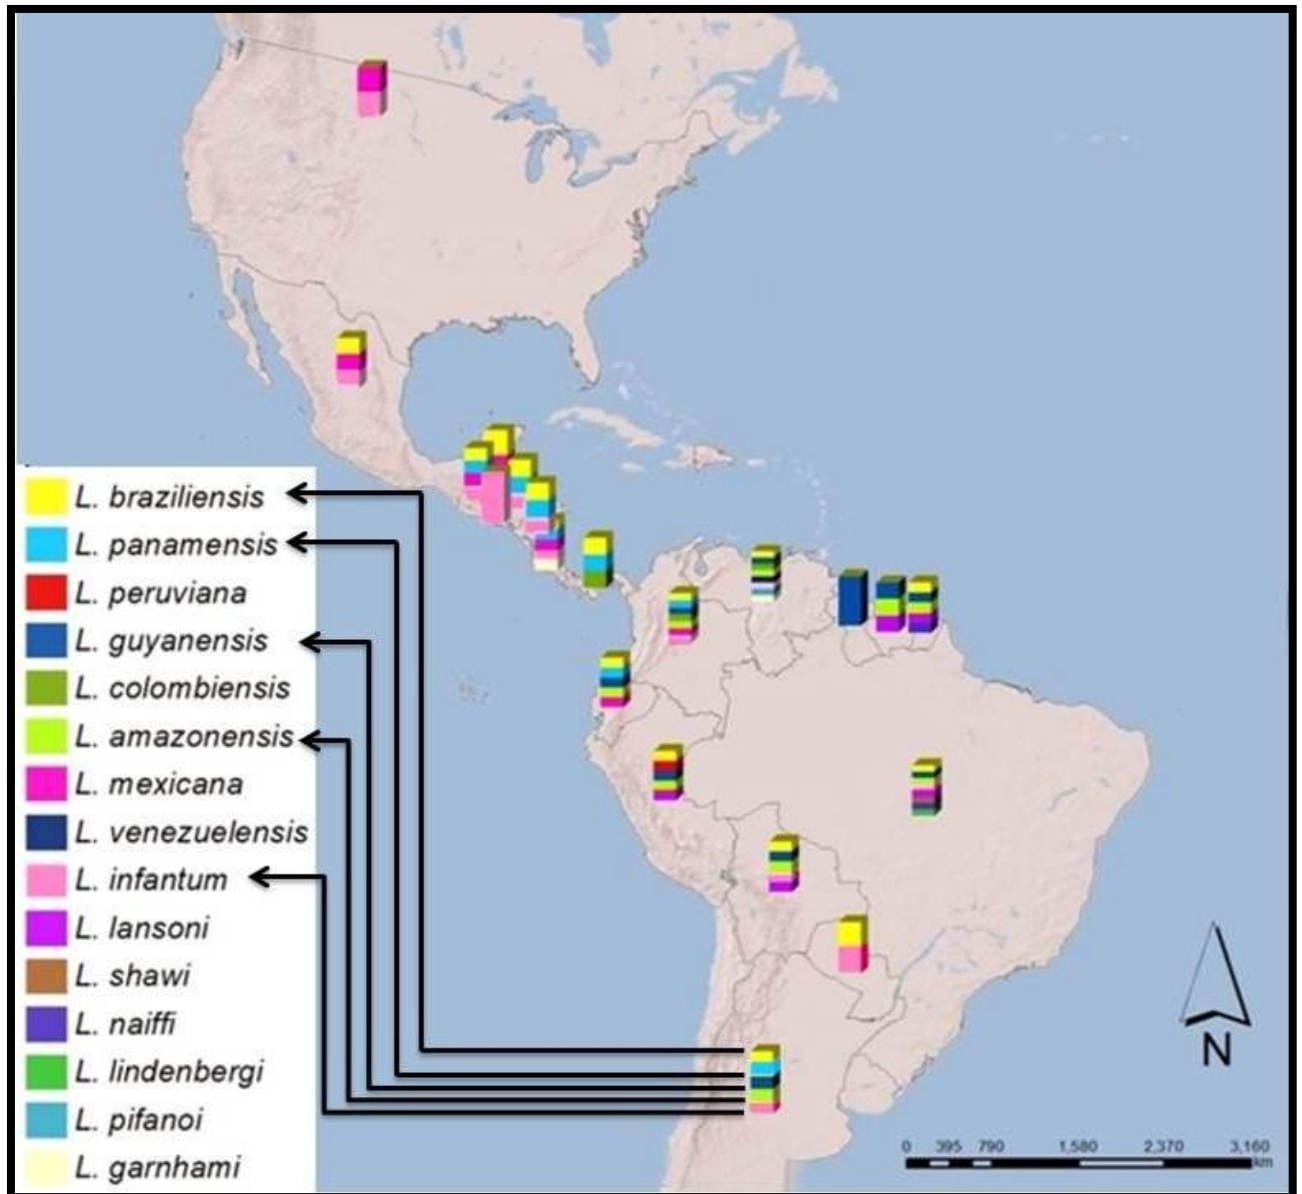 L. braziliensis
L. panamensis
L. peruviana
L. guyanensis
L. colombiensis
L. amazonensis
L. mexicana
L. venezuelensis
L. infantum
L. lansoni
L. shawi
L. naiffi
L. lindenbergi
L. pifanoi
L. garnhami
N
0 395 790 1,580 2,370 3,160
km